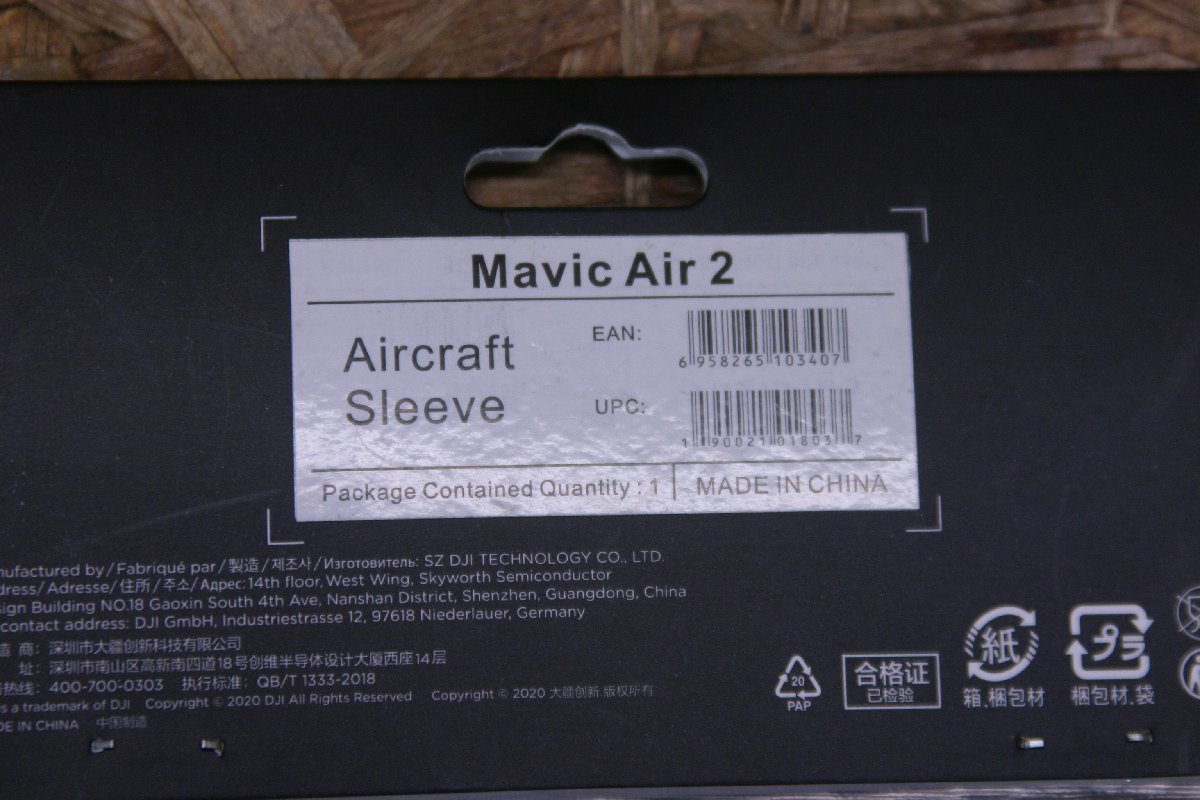 Mavic Air 2
Aircraft
Sleeve
EAN:
6 958265 103407
UPC:
1 90021 01803 7
Package Contained Quantity : 1
MADE IN CHINA
nufactured by / Fabriqué par / 製造 / 제조사 / Изготовитель: SZ DJI TECHNOLOGY CO., LTD.
dress / Adresse / 住所 / 주소 / Адрес: 14th floor, West Wing, Skyworth Semiconductor
sign Building NO.18 Gaoxin South 4th Ave, Nanshan District, Shenzhen, Guangdong, China
contact address: DJI GmbH, Industriestrasse 12, 97618 Niederlauer, Germany
造 商: 深圳市大疆创新科技有限公司
址: 深圳市南山区高新南四道18号创维半导体设计大厦西座14层
热线: 400-700-0303 执行标准: QB/T 1333-2018
s a trademark of DJI Copyright © 2020 DJI All Rights Reserved Copyright © 2020 大疆创新 版权所有
DE IN CHINA 中国制造
20
PAP
合格证
已检验
紙
箱.梱包材
プラ
梱包材.袋